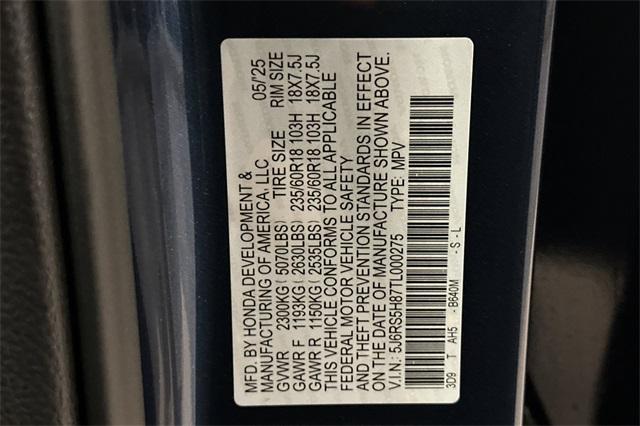 MFD. BY HONDA DEVELOPMENT & 05/'25
MANUFACTURING OF AMERICA, LLC
GVWR 2300KG ( 5070LBS) TIRE SIZE RIM SIZE
GAWR F 1193KG ( 2630LBS) 235/60R18 103H 18X7.5J
GAWR R 1150KG ( 2535LBS) 235/60R18 103H 18X7.5J
THIS VEHICLE CONFORMS TO ALL APPLICABLE
FEDERAL MOTOR VEHICLE SAFETY
AND THEFT PREVENTION STANDARDS IN EFFECT
ON THE DATE OF MANUFACTURE SHOWN ABOVE.
V.I.N.: 5J6RS5H87TL000275 TYPE: MPV
3D9 T AH5 - B640M - S - L